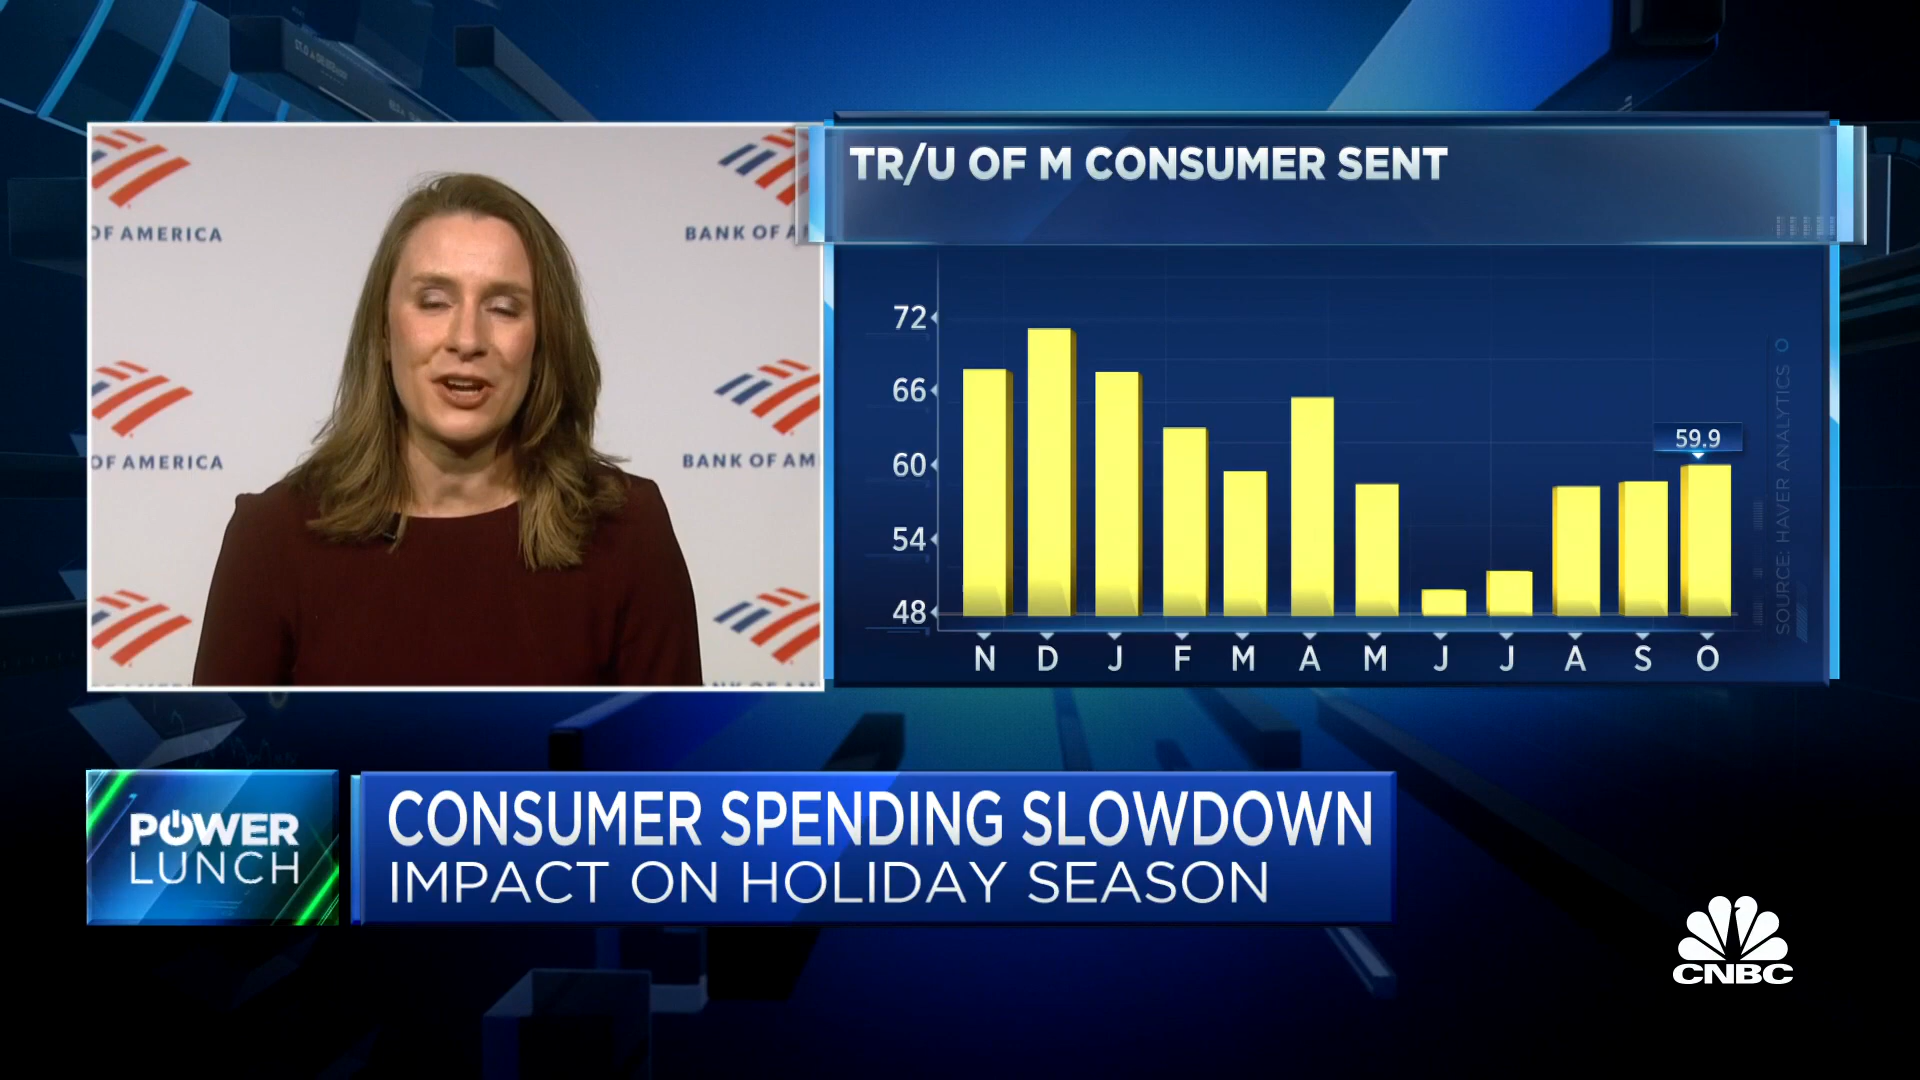 OF AMERICA
BANK OF A
OF AMERICA
BANK OF AM
TR/U OF M CONSUMER SENT
72
66
60
54
48
59.9
N D J F M A M J J A S O
SOURCE: HAVER ANALYTICS
POWER
LUNCH
CONSUMER SPENDING SLOWDOWN
IMPACT ON HOLIDAY SEASON
CNBC